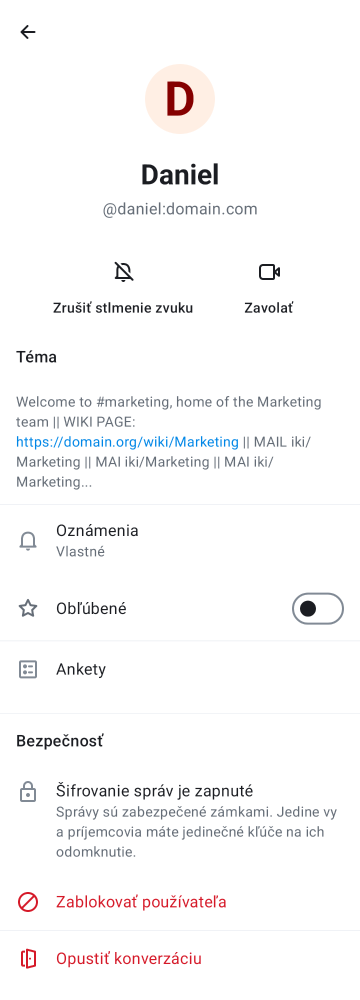 D
Daniel
@daniel:domain.com
Zrušiť stlmenie zvuku
Zavolať
Téma
Welcome to #marketing, home of the Marketing
team || WIKI PAGE:
https://domain.org/wiki/Marketing || MAIL iki/
Marketing || MAI iki/Marketing || MAI iki/
Marketing...
Oznámenia
Vlastné
Obľúbené
Ankety
Bezpečnosť
Šifrovanie správ je zapnuté
Správy sú zabezpečené zámkami. Jedine vy
a príjemcovia máte jedinečné kľúče na ich
odomknutie.
Zablokovať používateľa
Opustiť konverzáciu